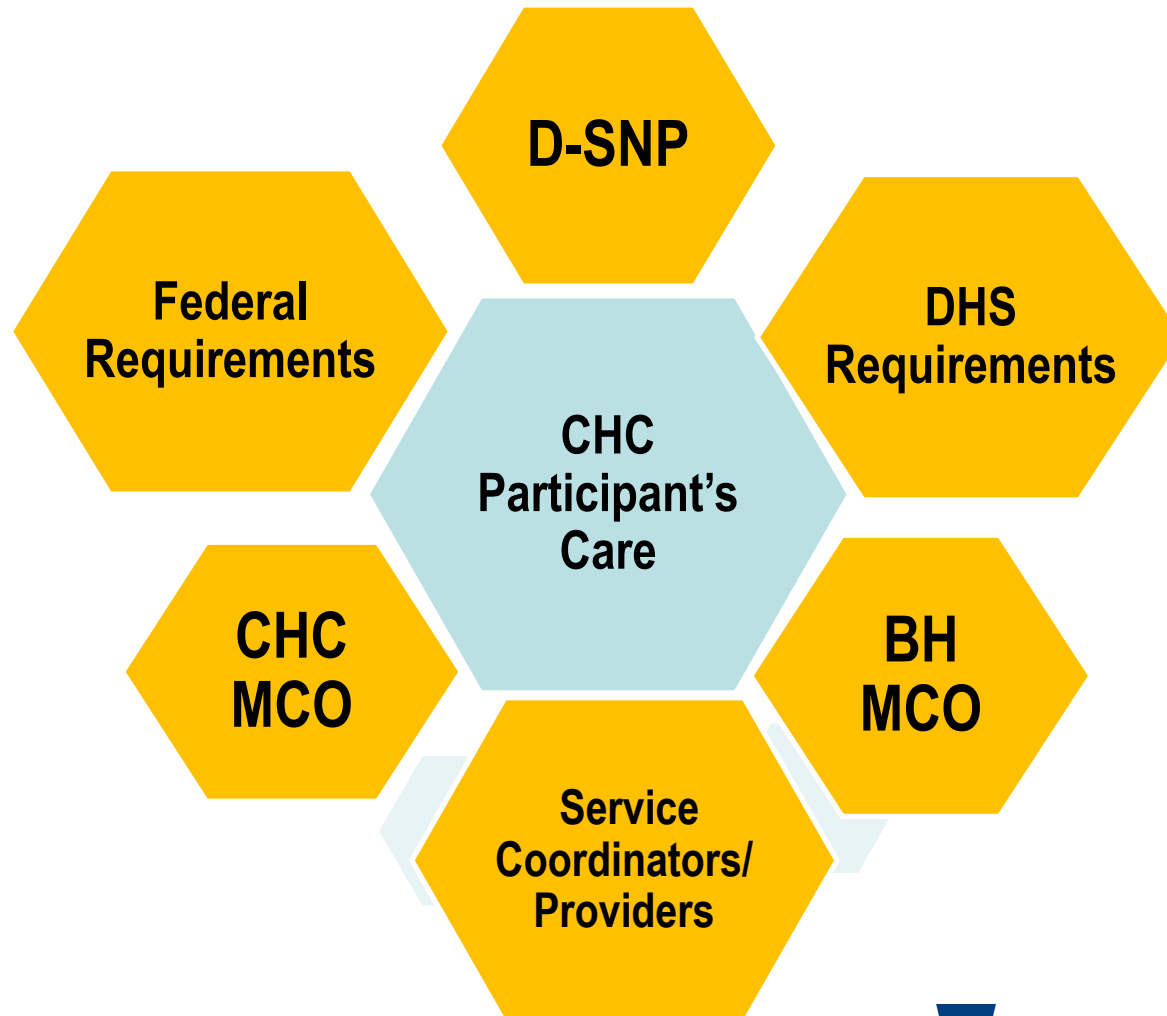 D-SNP
Federal
Requirements
DHS
Requirements
CHC
Participant’s
Care
CHC
MCO
BH
MCO
Service
Coordinators/
Providers